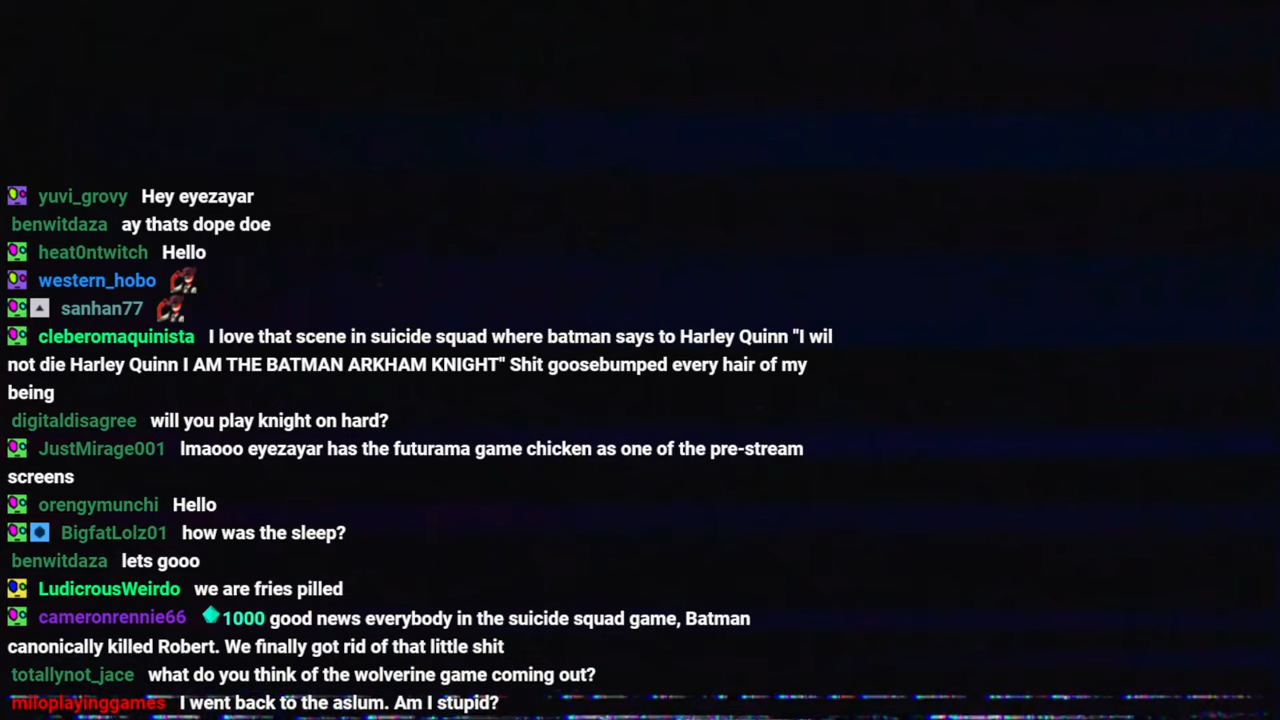 yuvi_grovy Hey eyezayar
benwitdaza ay thats dope doe
heat0ntwitch Hello
western_hobo
sanhan77
cleberomaquinista I love that scene in suicide squad where batman says to Harley Quinn "I wil
not die Harley Quinn I AM THE BATMAN ARKHAM KNIGHT" Shit goosebumped every hair of my
being
digitaldisagree will you play knight on hard?
JustMirage001 lmaooo eyezayar has the futurama game chicken as one of the pre-stream
screens
orengymunchi Hello
BigfatLolz01 how was the sleep?
benwitdaza lets gooo
LudicrousWeirdo we are fries pilled
cameronrennie66 1000 good news everybody in the suicide squad game, Batman
canonically killed Robert. We finally got rid of that little shit
totallynot_jace what do you think of the wolverine game coming out?
miloplayinggames I went back to the aslum. Am I stupid?